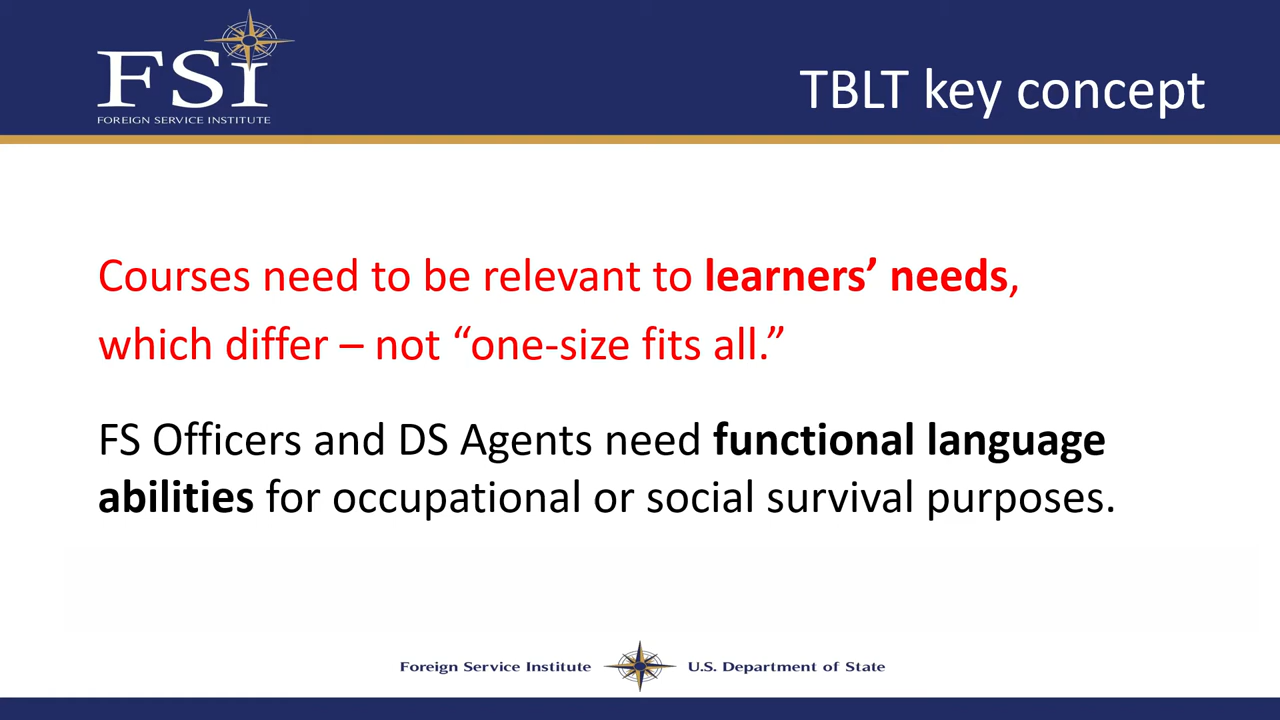 FSI
FOREIGN SERVICE INSTITUTE
TBLT key concept
Courses need to be relevant to learners’ needs,
which differ – not “one-size fits all.”
FS Officers and DS Agents need functional language
abilities for occupational or social survival purposes.
Foreign Service Institute U.S. Department of State